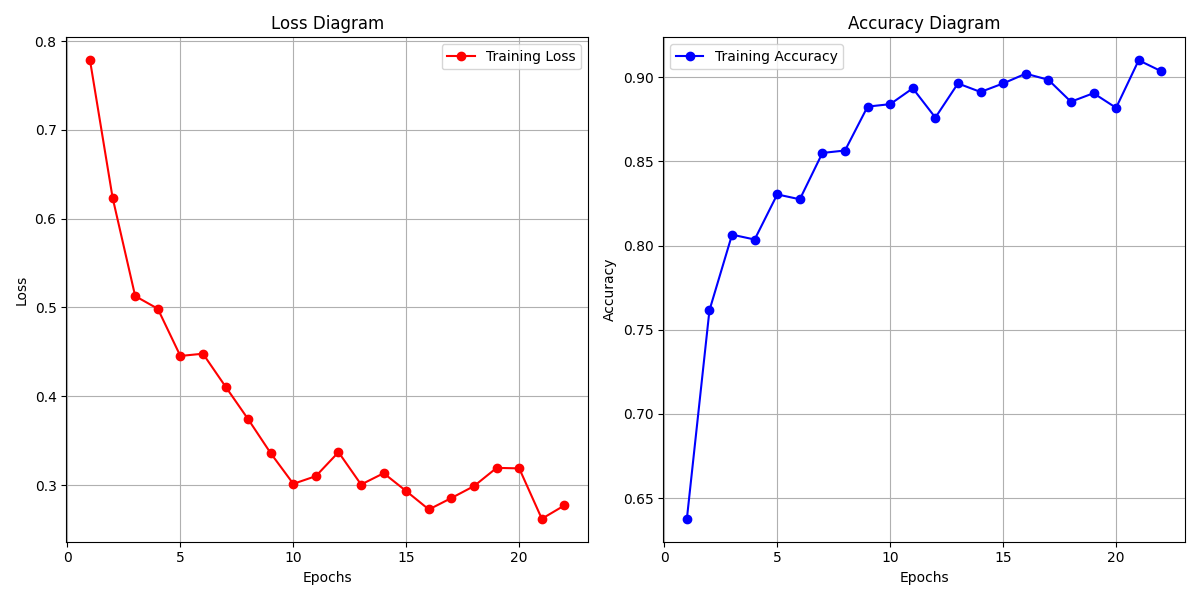 Loss Diagram
Training Loss
0.8
0.7
0.6
0.5
0.4
0.3
Loss
0 5 10 15 20
Epochs
Accuracy Diagram
Training Accuracy
0.90
0.85
0.80
0.75
0.70
0.65
Accuracy
0 5 10 15 20
Epochs